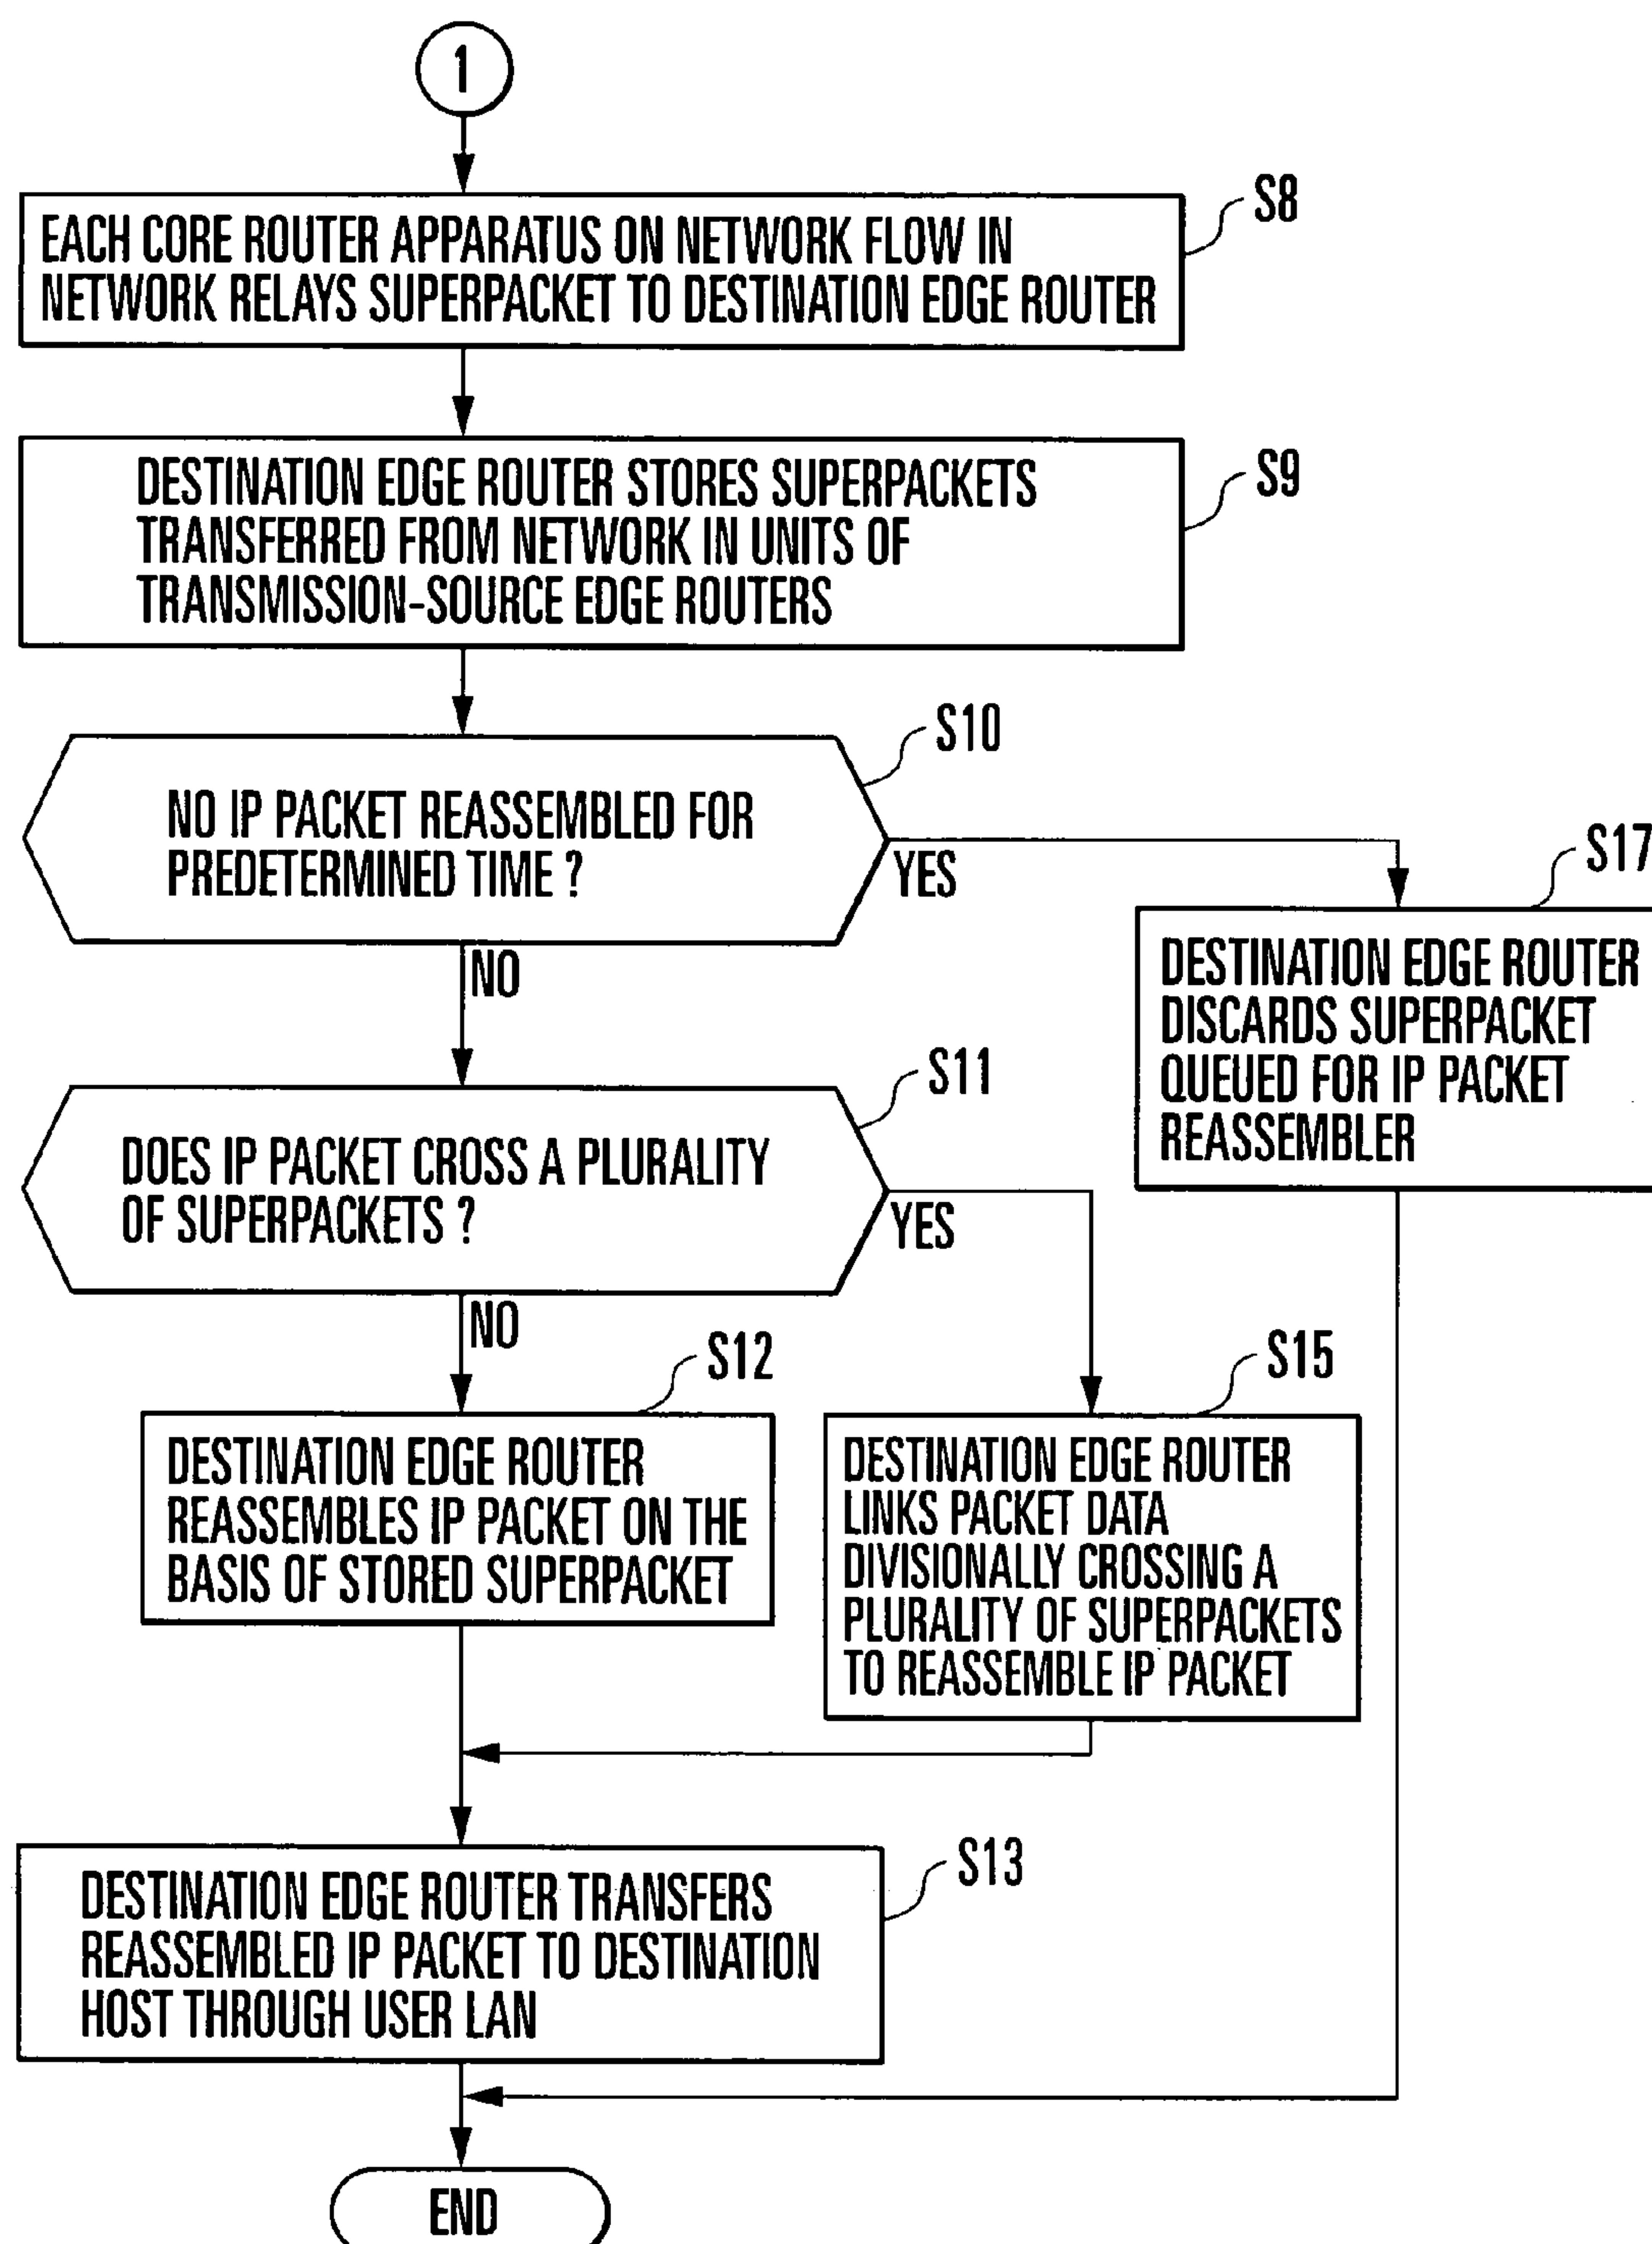 1
S8
EACH CORE ROUTER APPARATUS ON NETWORK FLOW IN
NETWORK RELAYS SUPERPACKET TO DESTINATION EDGE ROUTER
S9
DESTINATION EDGE ROUTER STORES SUPERPACKETS
TRANSFERRED FROM NETWORK IN UNITS OF
TRANSMISSION-SOURCE EDGE ROUTERS
S10
NO IP PACKET REASSEMBLED FOR
PREDETERMINED TIME ?
YES
NO
S17
DESTINATION EDGE ROUTER
DISCARDS SUPERPACKET
QUEUED FOR IP PACKET
REASSEMBLER
S11
DOES IP PACKET CROSS A PLURALITY
OF SUPERPACKETS ?
YES
NO
S12
DESTINATION EDGE ROUTER
REASSEMBLES IP PACKET ON THE
BASIS OF STORED SUPERPACKET
S15
DESTINATION EDGE ROUTER
LINKS PACKET DATA
DIVISIONALLY CROSSING A
PLURALITY OF SUPERPACKETS
TO REASSEMBLE IP PACKET
S13
DESTINATION EDGE ROUTER TRANSFERS
REASSEMBLED IP PACKET TO DESTINATION
HOST THROUGH USER LAN
END